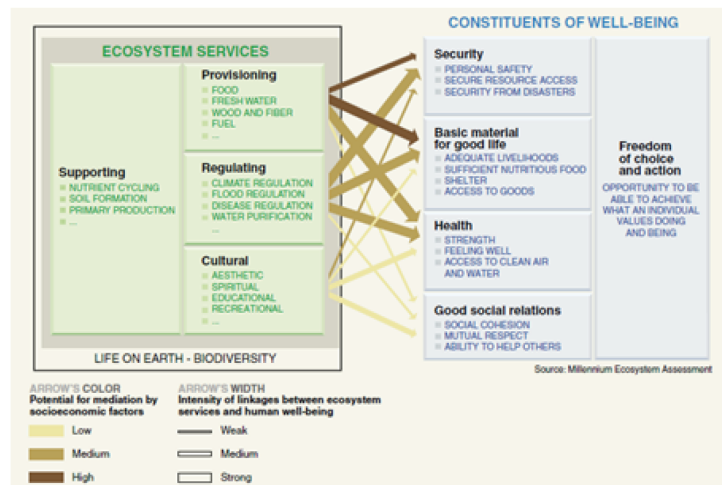 CONSTITUENTS OF WELL-BEING
ECOSYSTEM SERVICES
Supporting
NUTRIENT CYCLING
SOIL FORMATION
PRIMARY PRODUCTION
...
Provisioning
FOOD
FRESH WATER
WOOD AND FIBER
FUEL
...
Regulating
CLIMATE REGULATION
FLOOD REGULATION
DISEASE REGULATION
WATER PURIFICATION
...
Cultural
AESTHETIC
SPIRITUAL
EDUCATIONAL
RECREATIONAL
...
LIFE ON EARTH - BIODIVERSITY
Security
PERSONAL SAFETY
SECURE RESOURCE ACCESS
SECURITY FROM DISASTERS
Basic material
for good life
ADEQUATE LIVELIHOODS
SUFFICIENT NUTRITIOUS FOOD
SHELTER
ACCESS TO GOODS
Health
STRENGTH
FEELING WELL
ACCESS TO CLEAN AIR
AND WATER
Good social relations
SOCIAL COHESION
MUTUAL RESPECT
ABILITY TO HELP OTHERS
Freedom
of choice
and action
OPPORTUNITY TO BE
ABLE TO ACHIEVE
WHAT AN INDIVIDUAL
VALUES DOING
AND BEING
Source: Millennium Ecosystem Assessment
ARROW'S COLOR
Potential for mediation by
socioeconomic factors
Low
Medium
High
ARROW'S WIDTH
Intensity of linkages between ecosystem
services and human well-being
Weak
Medium
Strong